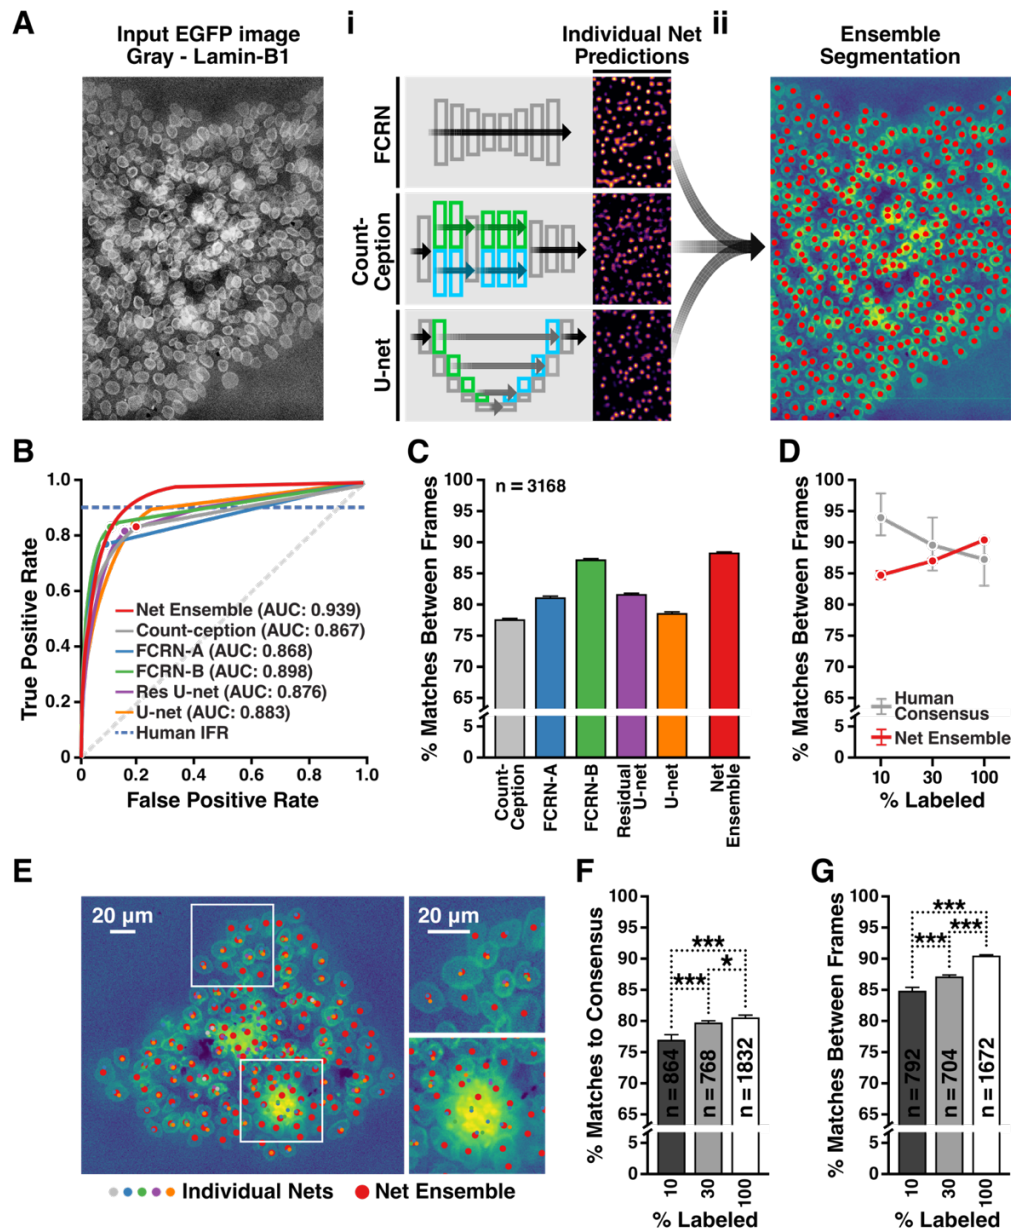 A
Input EGFP image
Gray - Lamin-B1
i
Individual Net
Predictions
ii
Ensemble
Segmentation
FCRN
Count-
Ception
U-net
B
True Positive Rate
1.0
0.8
0.6
0.4
0.2
0
Net Ensemble (AUC: 0.939)
Count-ception (AUC: 0.867)
FCRN-A (AUC: 0.868)
FCRN-B (AUC: 0.898)
Res U-net (AUC: 0.876)
U-net (AUC: 0.883)
Human IFR
0 0.2 0.4 0.6 0.8 1.0
False Positive Rate
C
% Matches Between Frames
100
95
90
85
80
75
70
65
5
0
n = 3168
Count-
Ception
FCRN-A
FCRN-B
Residual
U-net
U-net
Net
Ensemble
D
% Matches Between Frames
100
95
90
85
80
75
70
65
5
0
Human
Consensus
Net Ensemble
10 30 100
% Labeled
E
20 µm
20 µm
Individual Nets
Net Ensemble
F
% Matches to Consensus
100
95
90
85
80
75
70
65
5
0
***
*
***
n = 864
n = 768
n = 1832
10 30 100
% Labeled
G
% Matches Between Frames
100
95
90
85
80
75
70
65
5
0
***
***
***
n = 792
n = 704
n = 1672
10 30 100
% Labeled